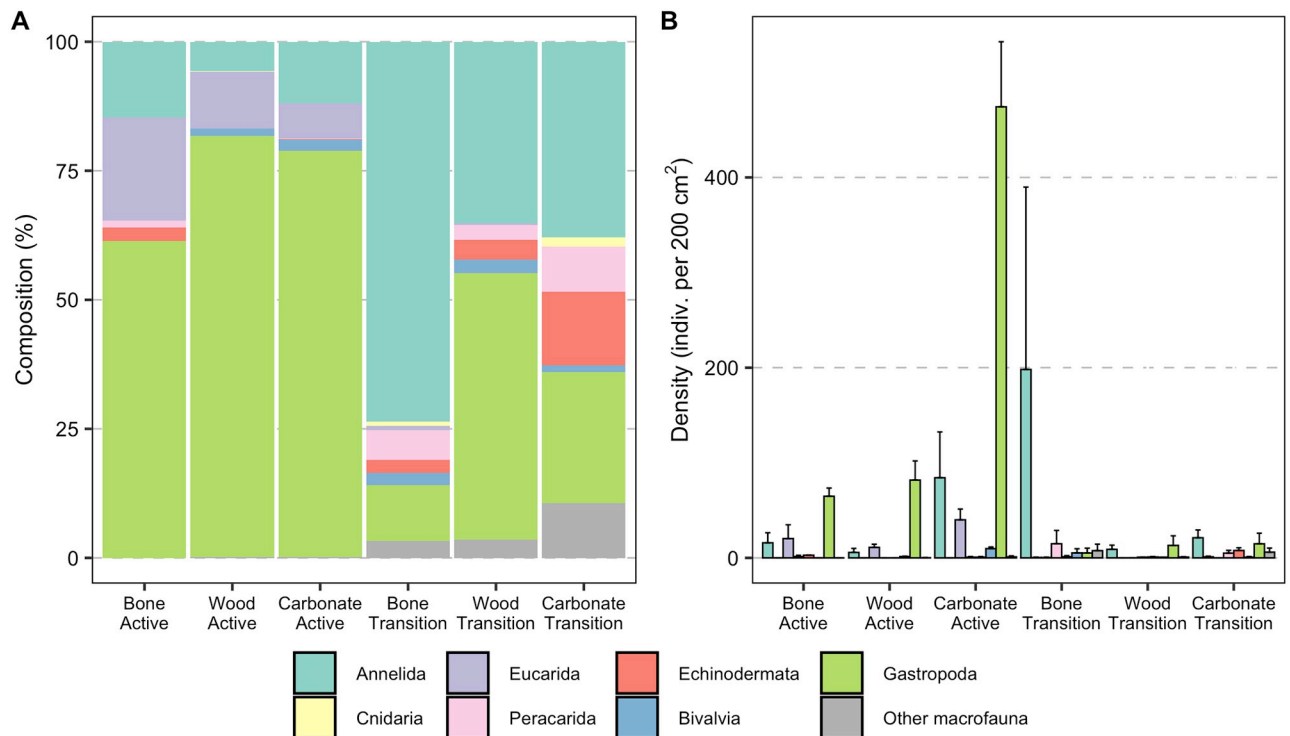 A
Composition (%)
100
75
50
25
0
Bone
Active
Wood
Active
Carbonate
Active
Bone
Transition
Wood
Transition
Carbonate
Transition
B
Density (indiv. per 200 cm²)
400
200
0
Bone
Active
Wood
Active
Carbonate
Active
Bone
Transition
Wood
Transition
Carbonate
Transition
Annelida
Eucarida
Echinodermata
Gastropoda
Cnidaria
Peracarida
Bivalvia
Other macrofauna